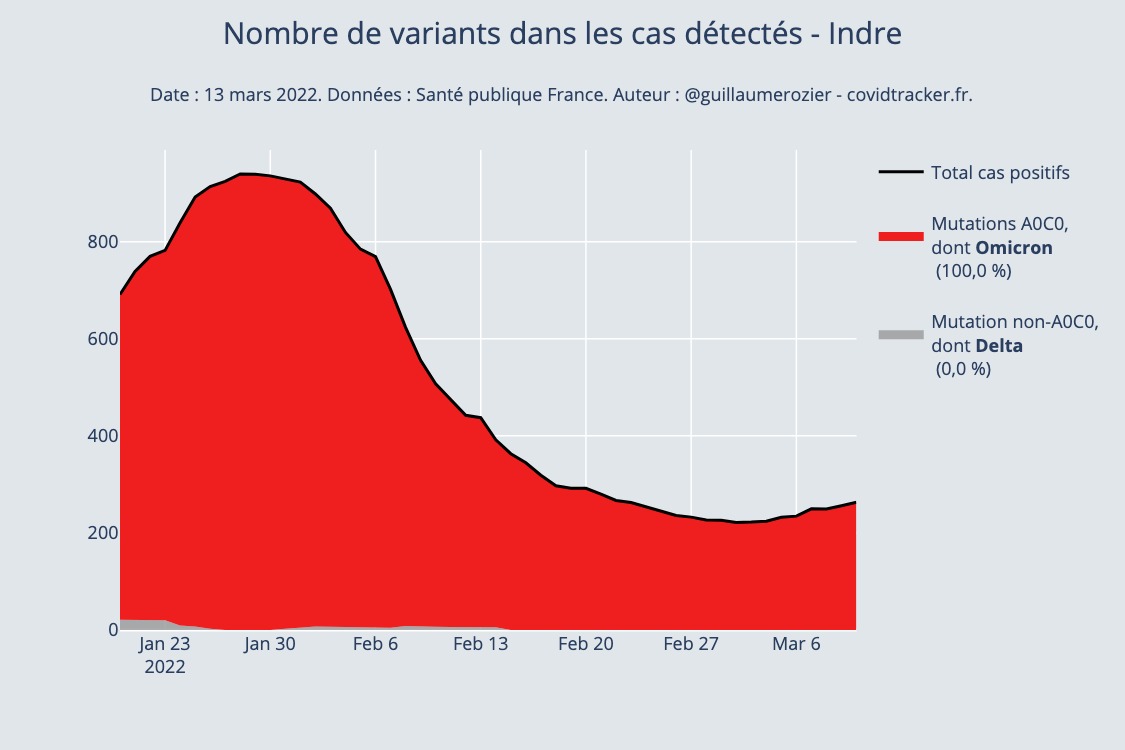 Nombre de variants dans les cas détectés - Indre
Date : 13 mars 2022. Données : Santé publique France. Auteur : @guillaumerozier - covidtracker.fr.
Total cas positifs
Mutations A0C0,
dont Omicron
(100,0 %)
Mutation non-A0C0,
dont Delta
(0,0 %)
800
600
400
200
0
Jan 23
2022
Jan 30
Feb 6
Feb 13
Feb 20
Feb 27
Mar 6